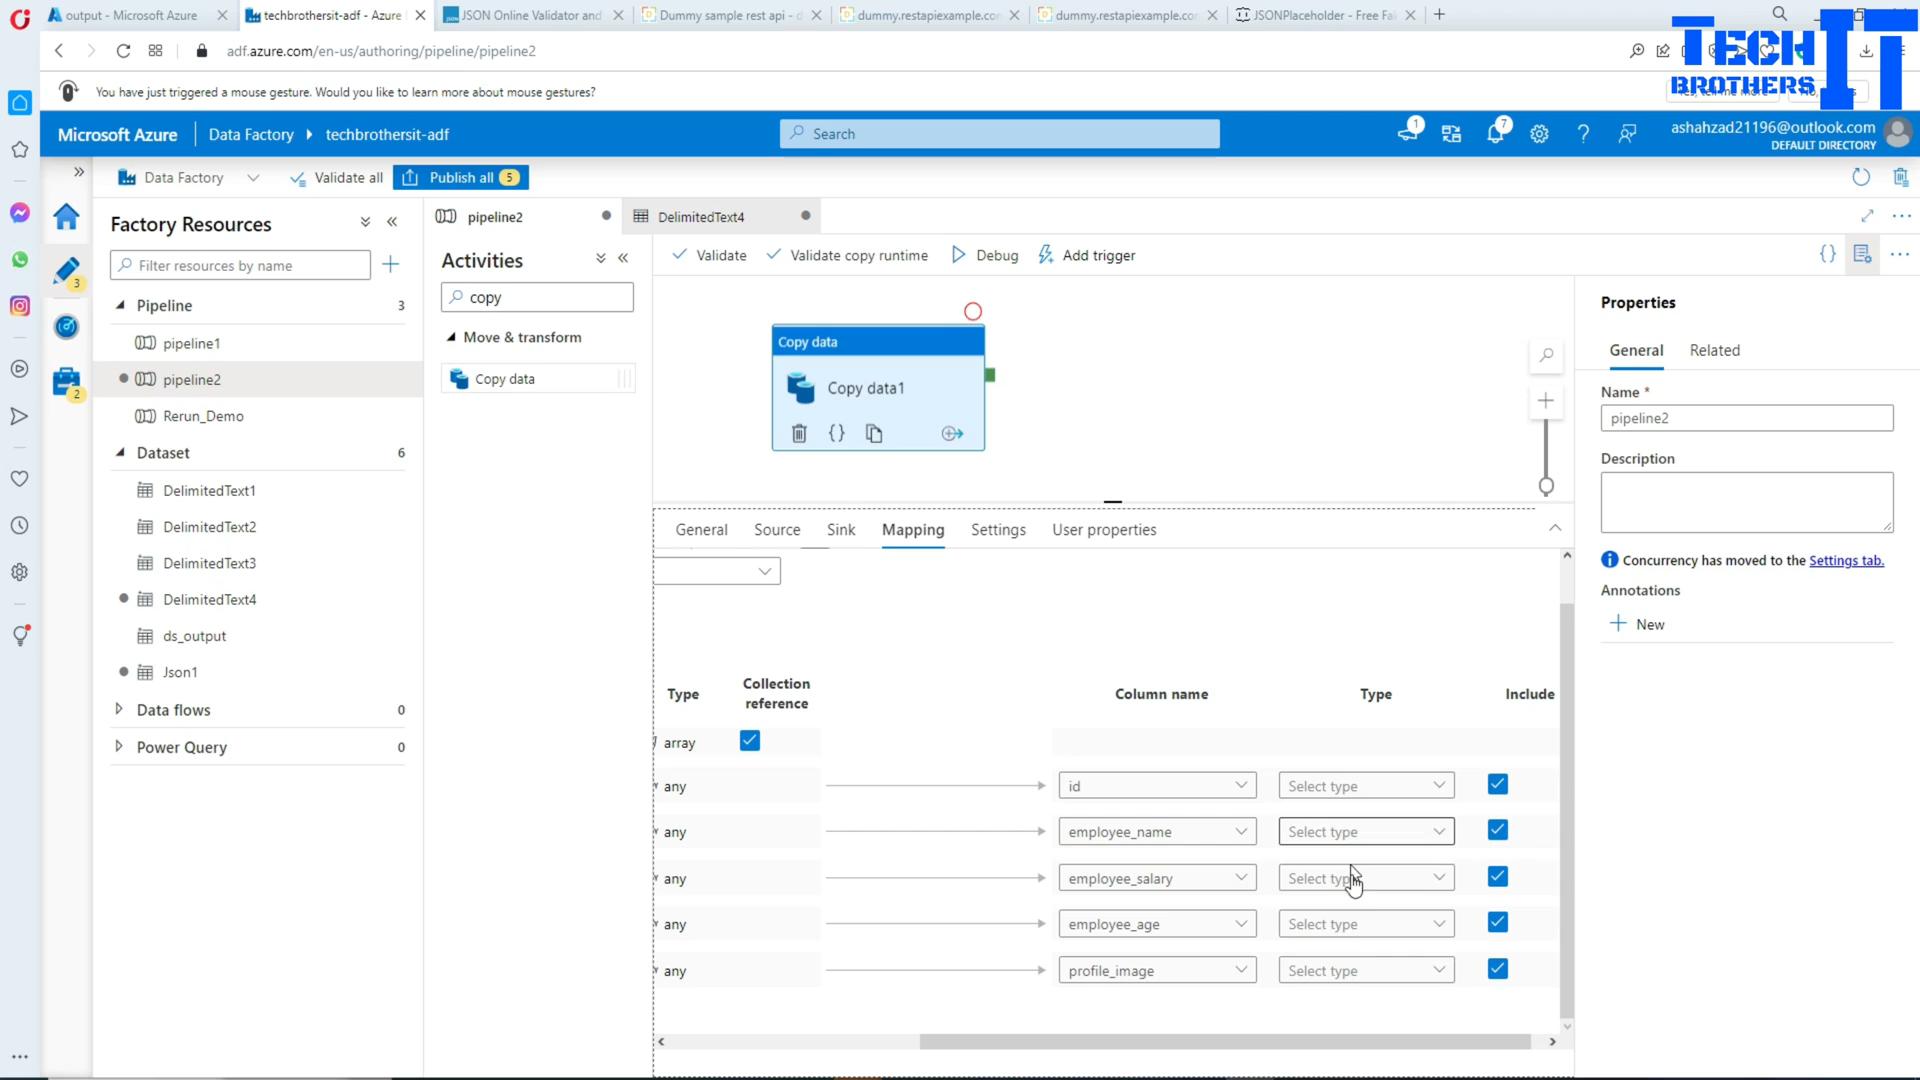 output - Microsoft Azure
techbrothersit-adf - Azure
JSON Online Validator and
Dummy sample rest api - d
dummy.restapiexample.com
dummy.restapiexample.com
JSONPlaceholder - Free Fa
adf.azure.com/en-us/authoring/pipeline/pipeline2
TECH IT
BROTHERS
You have just triggered a mouse gesture. Would you like to learn more about mouse gestures?
Microsoft Azure
Data Factory
techbrothersit-adf
Search
1
7
ashahzad21196@outlook.com
DEFAULT DIRECTORY
Data Factory
Validate all
Publish all 5
Factory Resources
pipeline2
DelimitedText4
Filter resources by name
Activities
Validate
Validate copy runtime
Debug
Add trigger
3
2
Pipeline 3
pipeline1
pipeline2
Rerun_Demo
Dataset 6
DelimitedText1
DelimitedText2
DelimitedText3
DelimitedText4
ds_output
Json1
Data flows 0
Power Query 0
copy
Move & transform
Copy data
Copy data
Copy data1
General
Source
Sink
Mapping
Settings
User properties
Type
Collection reference
Column name
Type
Include
array
any
id
Select type
any
employee_name
Select type
any
employee_salary
Select type
any
employee_age
Select type
any
profile_image
Select type
Properties
General
Related
Name *
pipeline2
Description
Concurrency has moved to the Settings tab.
Annotations
New